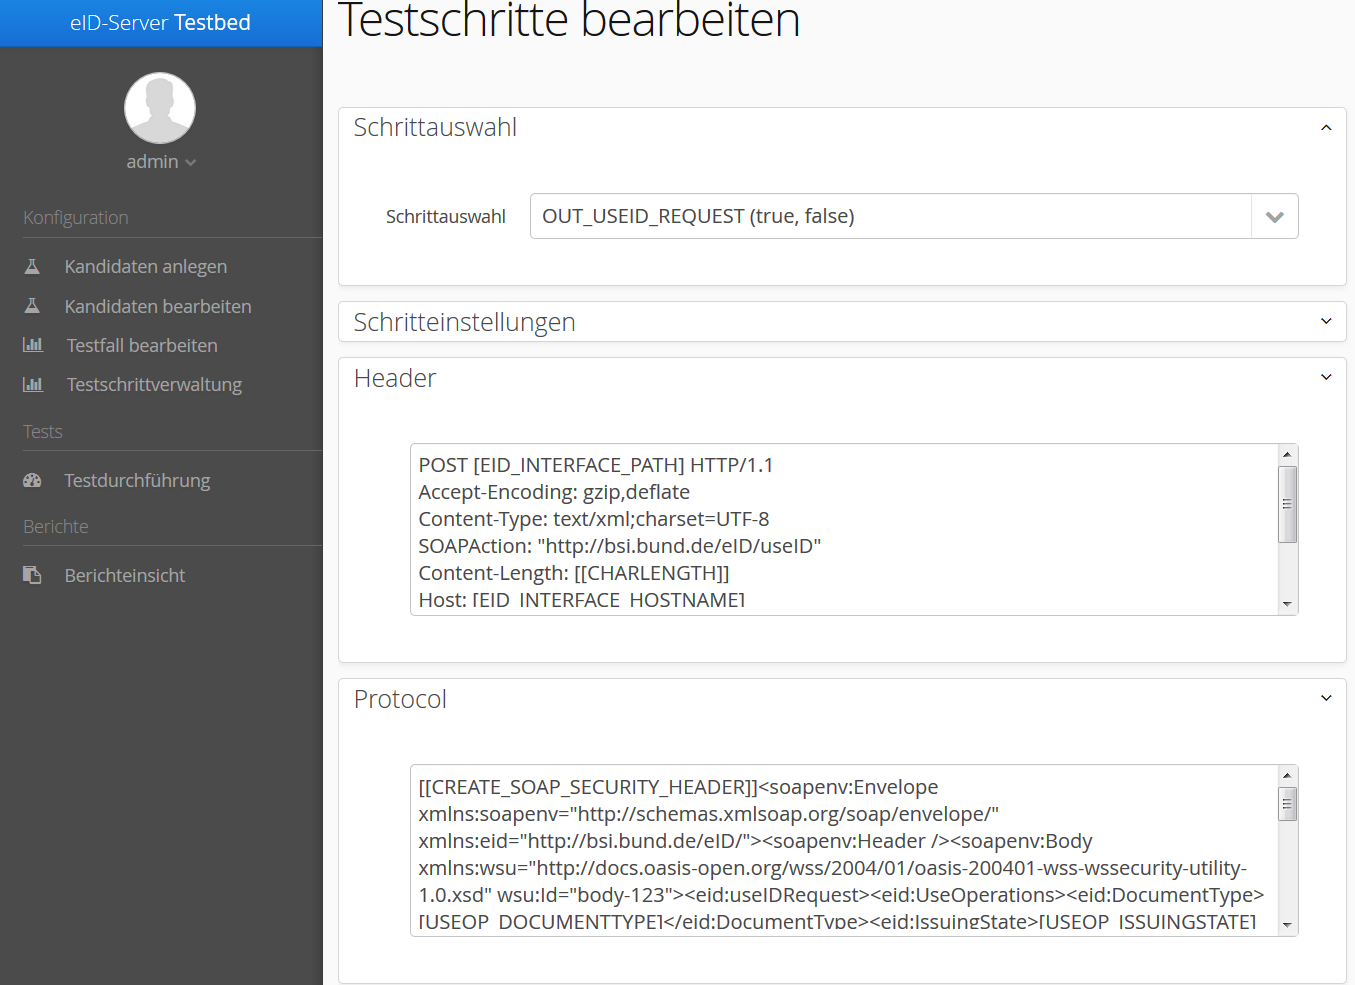 eID-Server Testbed
admin
Konfiguration
Kandidaten anlegen
Kandidaten bearbeiten
Testfall bearbeiten
Testschrittverwaltung
Tests
Testdurchführung
Berichte
Berichteinsicht
Testschritte bearbeiten
Schrittauswahl
Schrittauswahl
OUT_USEID_REQUEST (true, false)
Schritteinstellungen
Header
POST [EID_INTERFACE_PATH] HTTP/1.1
Accept-Encoding: gzip,deflate
Content-Type: text/xml;charset=UTF-8
SOAPAction: "http://bsi.bund.de/eID/useID"
Content-Length: [[CHARLENGTH]]
Host: [EID_INTERFACE_HOSTNAME]
Protocol
[[CREATE_SOAP_SECURITY_HEADER]]<soapenv:Envelope
xmlns:soapenv="http://schemas.xmlsoap.org/soap/envelope/"
xmlns:eid="http://bsi.bund.de/eID/"><soapenv:Header /><soapenv:Body
xmlns:wsu="http://docs.oasis-open.org/wss/2004/01/oasis-200401-wss-wssecurity-utility-
1.0.xsd" wsu:Id="body-123"><eid:useIDRequest><eid:UseOperations><eid:DocumentType>
[USEOP_DOCUMENTTYPE]</eid:DocumentType><eid:IssuingState>[USEOP_ISSUINGSTATE]